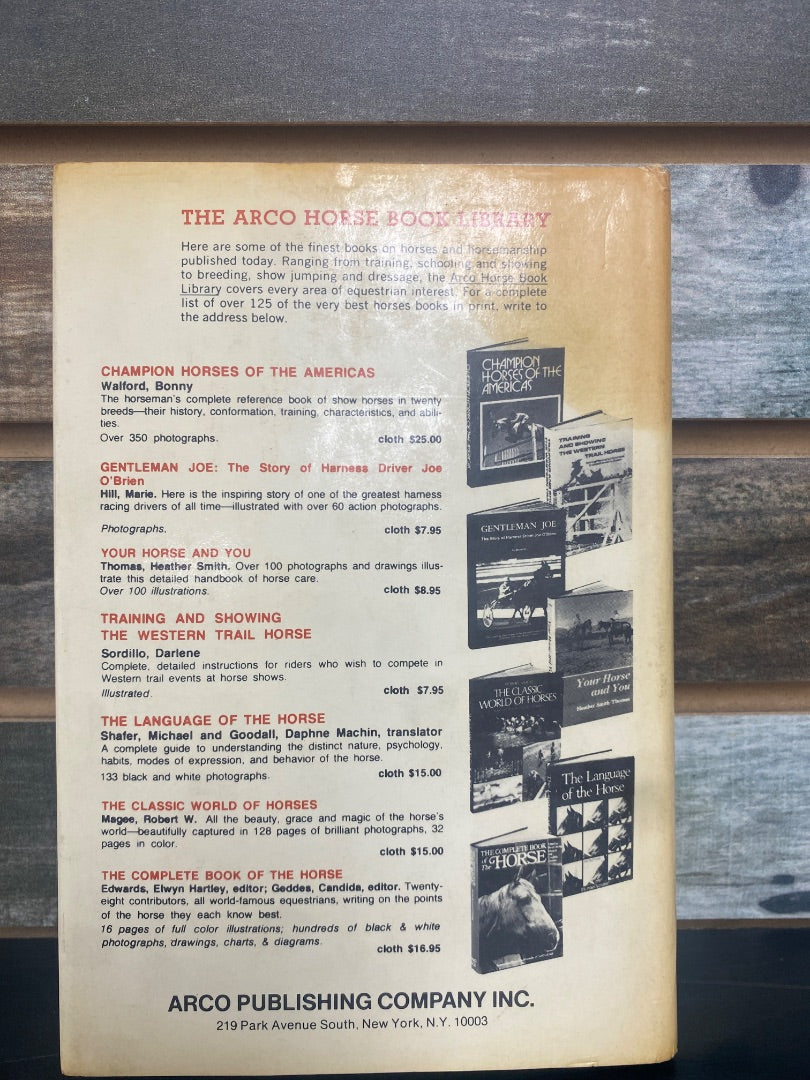 THE ARCO HORSE BOOK LIBRARY
Here are some of the finest books on horses and horsemanship
published today. Ranging from training, schooling and showing
to breeding, show jumping and dressage, the Arco Horse Book
Library covers every area of equestrian interest. For a complete
list of over 125 of the very best horses books in print, write to
the address below.
CHAMPION HORSES OF THE AMERICAS
Walford, Bonny
The horseman's complete reference book of show horses in twenty
breeds—their history, conformation, training, characteristics, and abili-
ties.
Over 350 photographs. cloth $25.00
GENTLEMAN JOE: The Story of Harness Driver Joe
O'Brien
Hill, Marie. Here is the inspiring story of one of the greatest harness
racing drivers of all time—illustrated with over 60 action photographs.
Photographs. cloth $7.95
YOUR HORSE AND YOU
Thomas, Heather Smith. Over 100 photographs and drawings illus-
trate this detailed handbook of horse care.
Over 100 illustrations. cloth $8.95
TRAINING AND SHOWING
THE WESTERN TRAIL HORSE
Sordillo, Darlene
Complete, detailed instructions for riders who wish to compete in
Western trail events at horse shows.
Illustrated. cloth $7.95
THE LANGUAGE OF THE HORSE
Shafer, Michael and Goodall, Daphne Machin, translator
A complete guide to understanding the distinct nature, psychology,
habits, modes of expression, and behavior of the horse.
133 black and white photographs. cloth $15.00
THE CLASSIC WORLD OF HORSES
Magee, Robert W. All the beauty, grace and magic of the horse's
world—beautifully captured in 128 pages of brilliant photographs, 32
pages in color.
cloth $15.00
THE COMPLETE BOOK OF THE HORSE
Edwards, Elwyn Hartley, editor; Geddes, Candida, editor. Twenty-
eight contributors, all world-famous equestrians, writing on the points
of the horse they each know best.
16 pages of full color illustrations; hundreds of black & white
photographs, drawings, charts, & diagrams. cloth $16.95
CHAMPION
HORSES OF THE
AMERICAS
TRAINING
AND SHOWING
THE WESTERN
TRAIL HORSE
GENTLEMAN JOE
The Story of Harness Driver Joe O'Brien
Your Horse
and You
Heather Smith Thomas
THE CLASSIC
WORLD OF HORSES
The Language
of the Horse
THE COMPLETE BOOK
of The HORSE
ARCO PUBLISHING COMPANY INC.
219 Park Avenue South, New York, N.Y. 10003